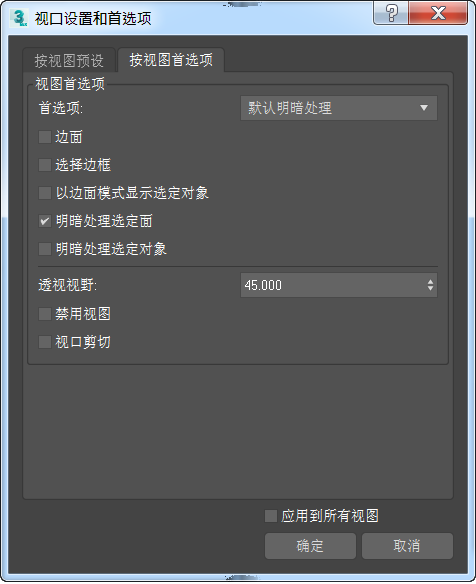 视口设置和首选项
按视图预设 按视图首选项
视图首选项
首选项: 默认明暗处理
边面
选择边框
以边面模式显示选定对象
明暗处理选定面
明暗处理选定对象
透视视野: 45.000
禁用视图
视口剪切
应用到所有视图
确定 取消